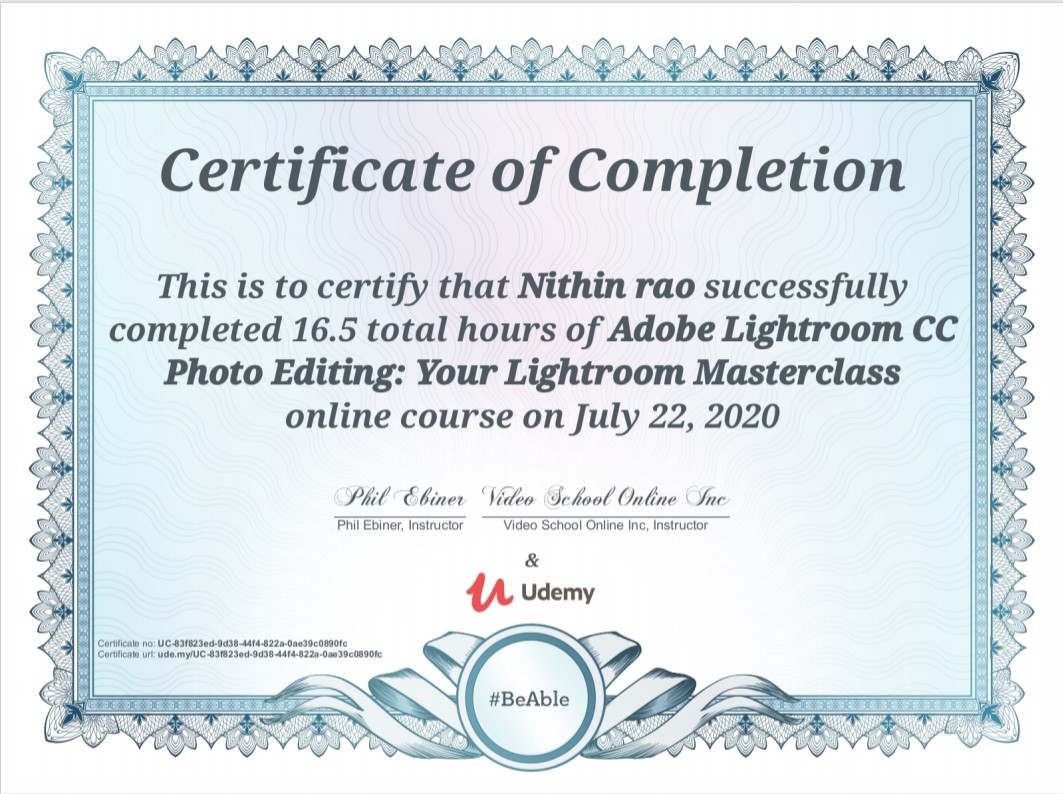 Certificate of Completion
This is to certify that Nithin rao successfully
completed 16.5 total hours of Adobe Lightroom CC
Photo Editing: Your Lightroom Masterclass
online course on July 22, 2020
Phil Ebiner Video School Online Inc
Phil Ebiner, Instructor Video School Online Inc, Instructor
&
Udemy
Certificate no: UC-83f823ed-9d38-44f4-822a-0ae39c0890fc
Certificate url: ude.my/UC-83f823ed-9d38-44f4-822a-0ae39c0890fc
#BeAble